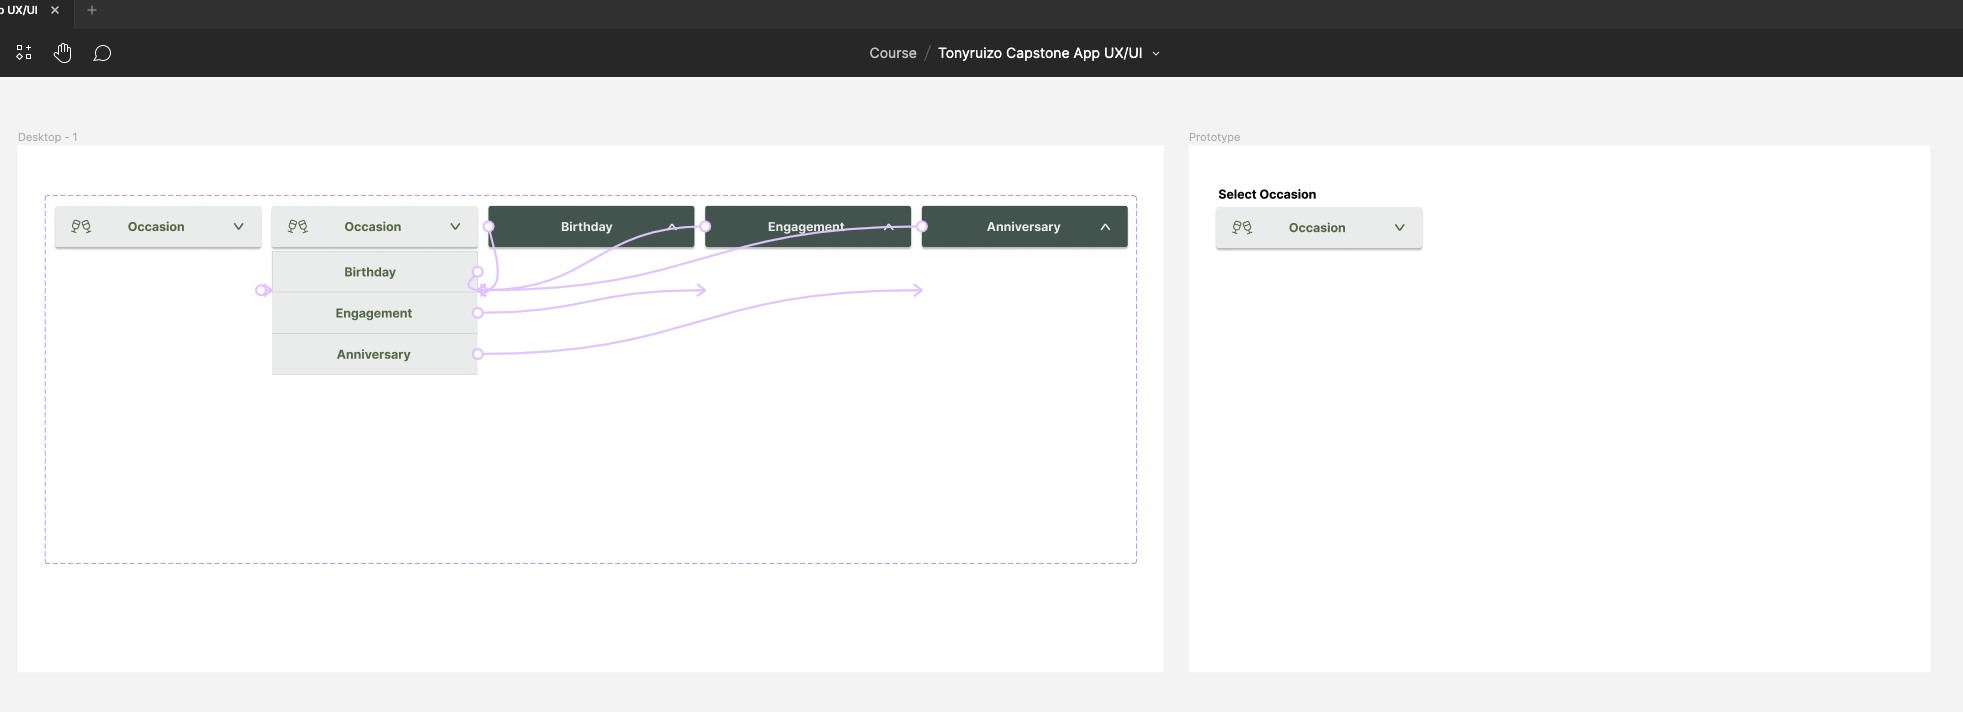 UX/UI
Course / Tonyruizo Capstone App UX/UI
Desktop - 1
Prototype
Occasion
Occasion
Birthday
Engagement
Anniversary
Birthday
Engagement
Anniversary
Select Occasion
Occasion